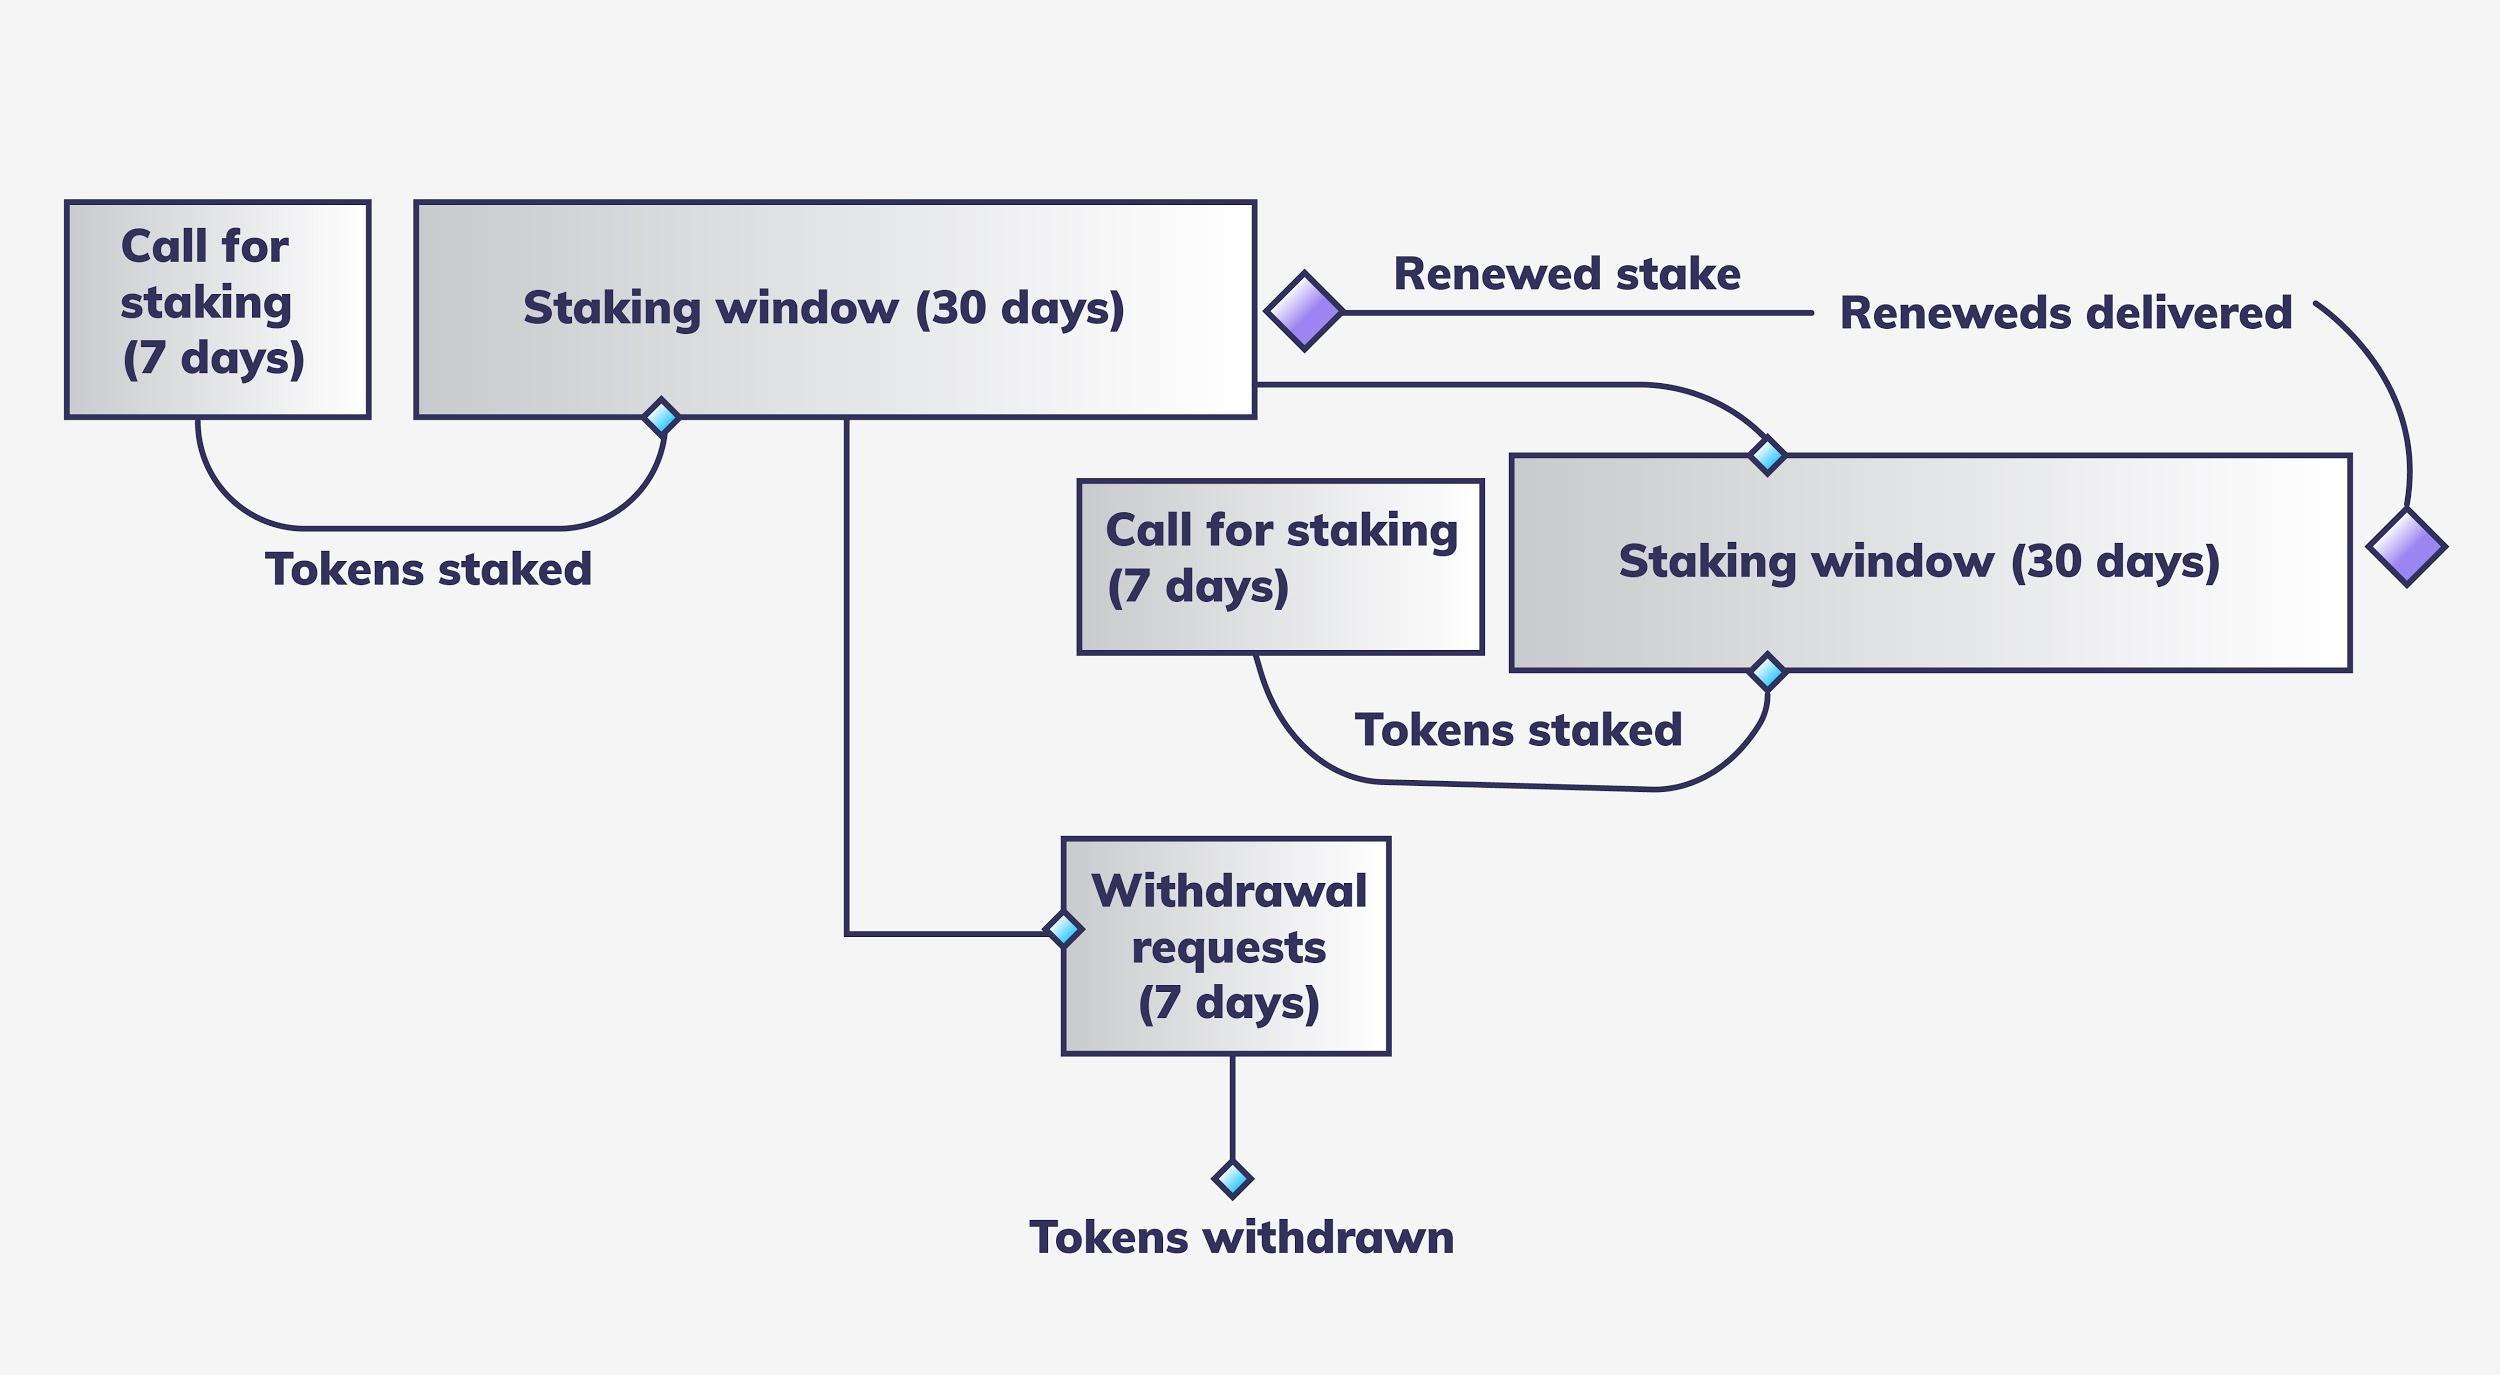 Call for
staking
(7 days)
Staking window (30 days)
Renewed stake
Reneweds delivered
Tokens staked
Call for staking
(7 days)
Staking window (30 days)
Tokens staked
Withdrawal
requests
(7 days)
Tokens withdrawn